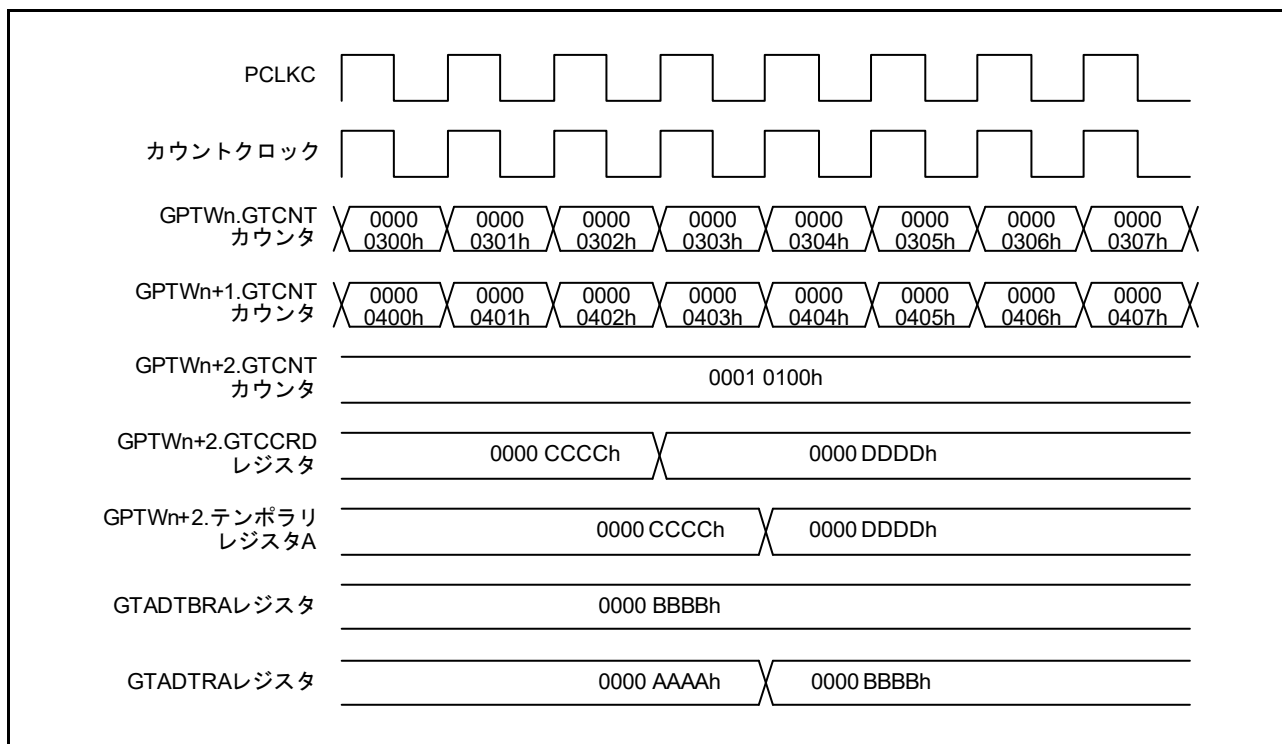 PCLKC
カウントクロック
GPTWn.GTCNT
カウンタ
0000 0000 0000 0000 0000 0000 0000 0000
0300h 0301h 0302h 0303h 0304h 0305h 0306h 0307h
GPTWn+1.GTCNT
カウンタ
0000 0000 0000 0000 0000 0000 0000 0000
0400h 0401h 0402h 0403h 0404h 0405h 0406h 0407h
GPTWn+2.GTCNT
カウンタ
0001 0100h
GPTWn+2.GTCCRD
レジスタ
0000 CCCCh 0000 DDDDh
GPTWn+2.テンポラリ
レジスタA
0000 CCCCh 0000 DDDDh
GTADTBRAレジスタ
0000 BBBBh
GTADTRAレジスタ
0000 AAAAh 0000 BBBBh